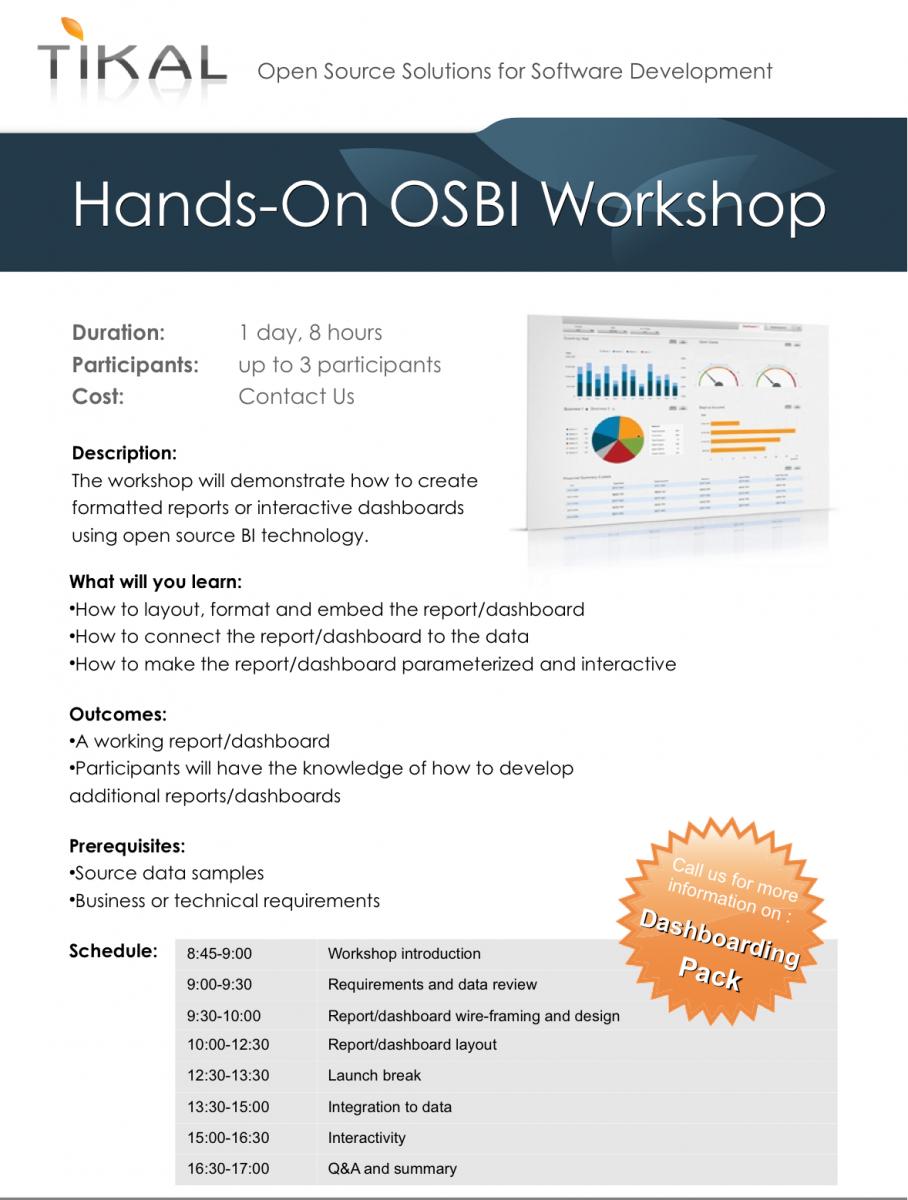 TIKAL
Open Source Solutions for Software Development
Hands-On OSBI Workshop
Duration: 1 day, 8 hours
Participants: up to 3 participants
Cost: Contact Us
Description:
The workshop will demonstrate how to create
formatted reports or interactive dashboards
using open source BI technology.
What will you learn:
•How to layout, format and embed the report/dashboard
•How to connect the report/dashboard to the data
•How to make the report/dashboard parameterized and interactive
Outcomes:
•A working report/dashboard
•Participants will have the knowledge of how to develop
additional reports/dashboards
Prerequisites:
•Source data samples
•Business or technical requirements
Call us for more
information on :
Dashboarding
Pack
Schedule:
8:45-9:00 Workshop introduction
9:00-9:30 Requirements and data review
9:30-10:00 Report/dashboard wire-framing and design
10:00-12:30 Report/dashboard layout
12:30-13:30 Launch break
13:30-15:00 Integration to data
15:00-16:30 Interactivity
16:30-17:00 Q&A and summary